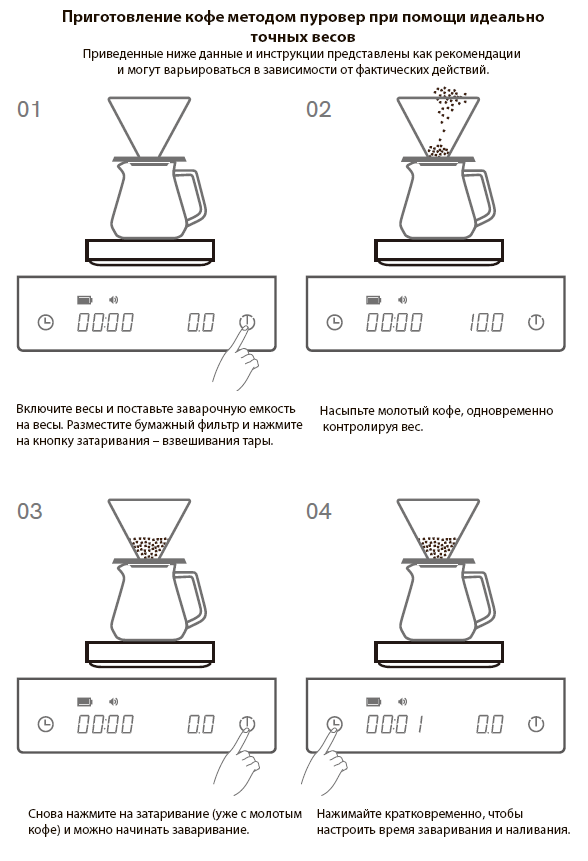 Приготовление кофе методом пуровер при помощи идеально
точных весов
Приведенные ниже данные и инструкции представлены как рекомендации
и могут варьироваться в зависимости от фактических действий.
01
02
00:00 0.0
00:00 10.0
Включите весы и поставьте заварочную емкость
на весы. Разместите бумажный фильтр и нажмите
на кнопку затаривания – взвешивания тары.
Насыпьте молотый кофе, одновременно
контролируя вес.
03
04
00:00 0.0
00:01 0.0
Снова нажмите на затаривание (уже с молотым
кофе) и можно начинать заваривание.
Нажимайте кратковременно, чтобы
настроить время заваривания и наливания.